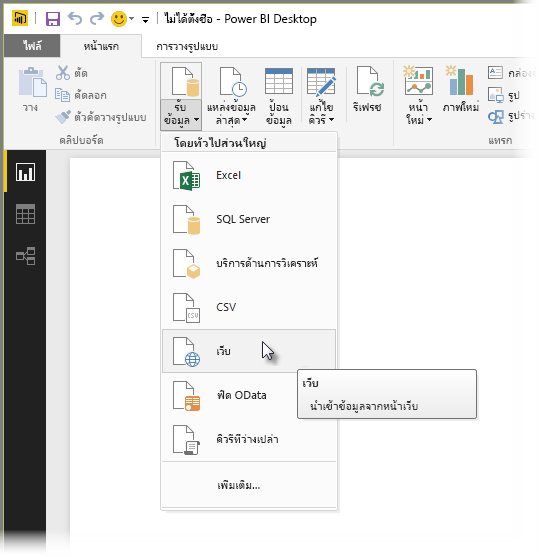 ไม่ได้ตั้งชื่อ - Power BI Desktop
ไฟล์ หน้าแรก การวางรูปแบบ
วาง
ตัด
คัดลอก
ตัวคัดวางรูปแบบ
คลิปบอร์ด
รับ
ข้อมูล
แหล่งข้อมูล
ล่าสุด
ป้อน
ข้อมูล
แก้ไข
คิวรี
รีเฟรช
หน้า
ใหม่
ภาพใหม่
กล่อง
รูป
รูปร่าง
แทรก
โดยทั่วไปส่วนใหญ่
Excel
SQL Server
บริการด้านการวิเคราะห์
CSV
เว็บ
ฟีด OData
คิวรีที่ว่างเปล่า
เพิ่มเติม...
เว็บ
นำเข้าข้อมูลจากหน้าเว็บ